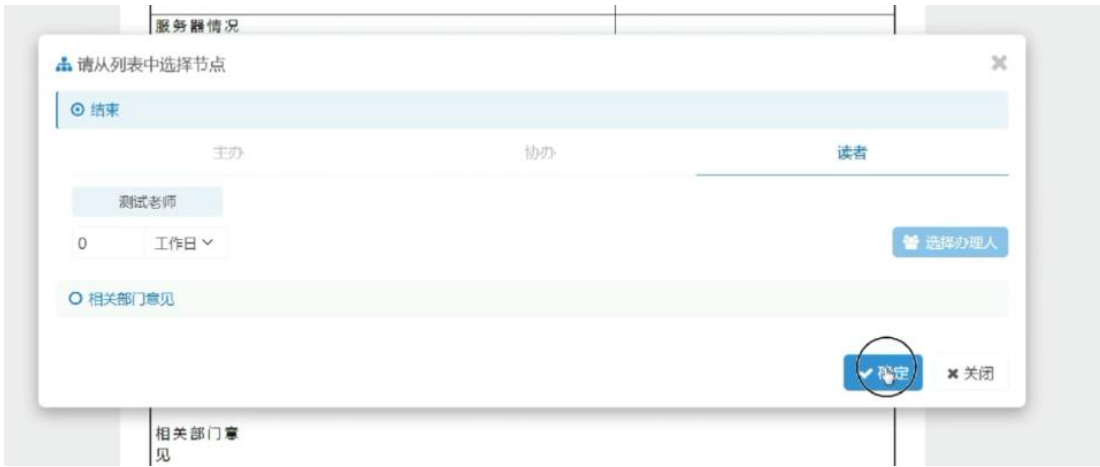 服务器情况
请从列表中选择节点
结束
主办
协办
读者
测试老师
0
工作日
选择办理人
相关部门意见
确定
关闭
相关部门意
见